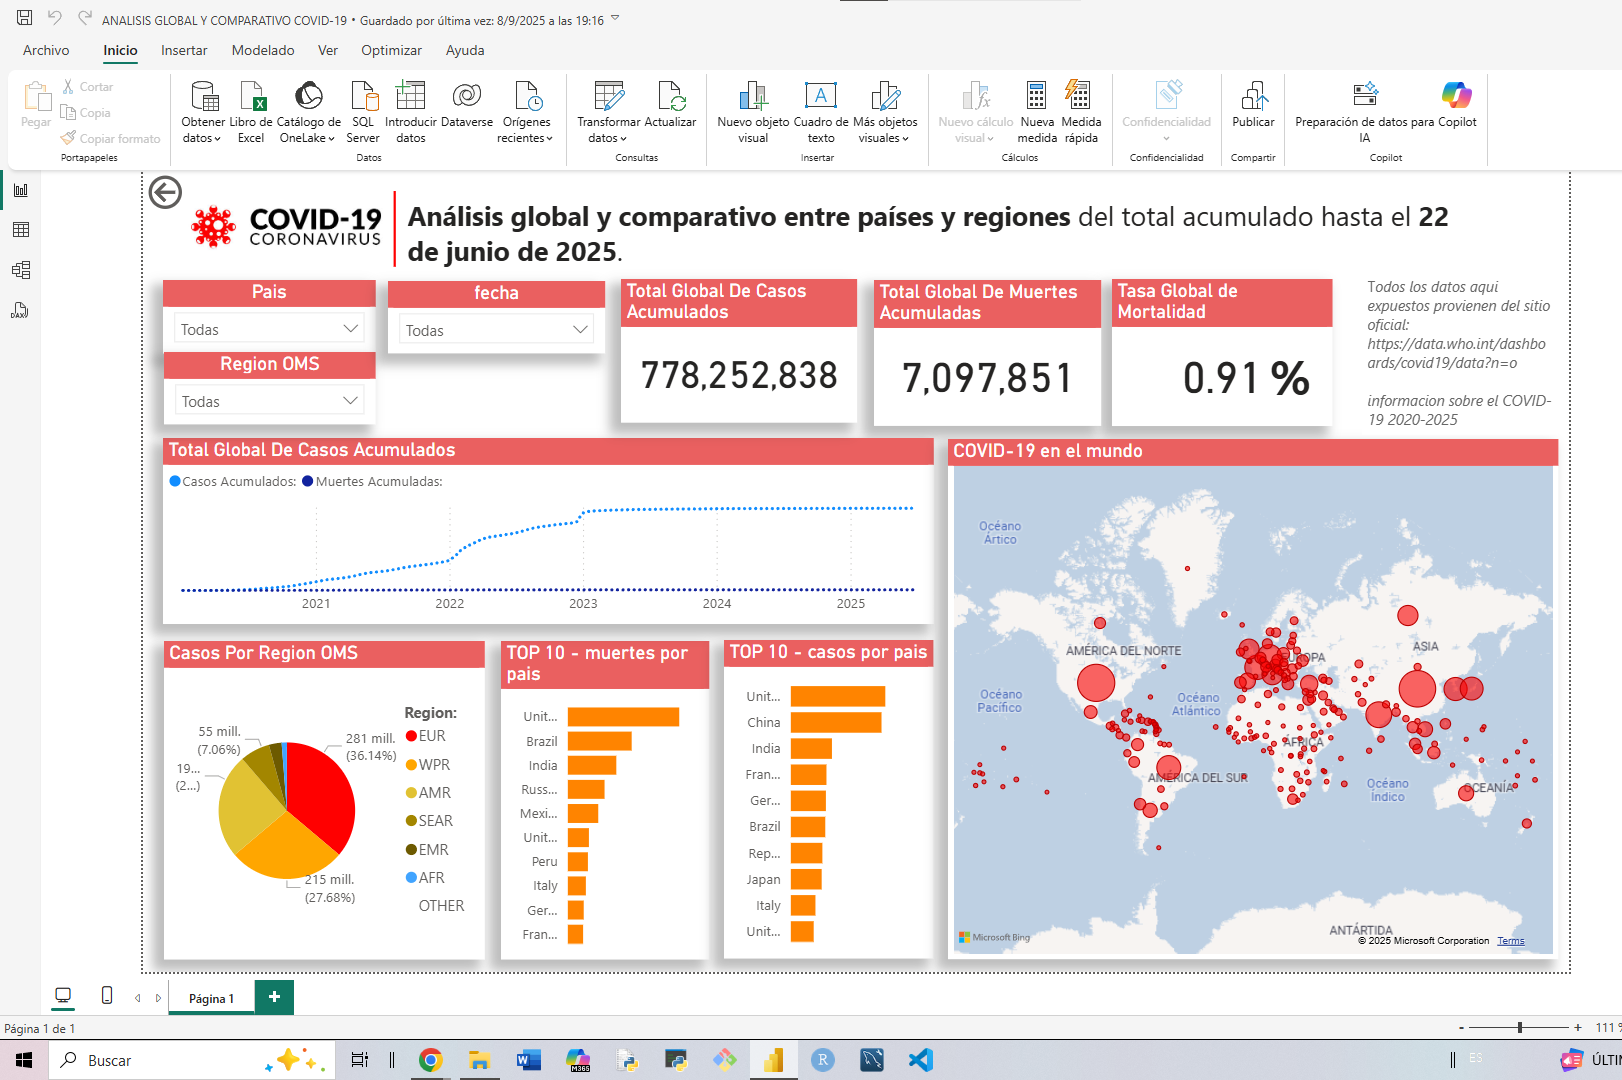 ANALISIS GLOBAL Y COMPARATIVO COVID-19 • Guardado por última vez: 8/9/2025 a las 19:16
Archivo
Inicio
Insertar
Modelado
Ver
Optimizar
Ayuda
Pegar
Cortar
Copia
Copiar formato
Portapapeles
Obtener
datos
Libro de
Excel
Catálogo de
OneLake
SQL
Server
Introducir
datos
Dataverse
Orígenes
recientes
Datos
Transformar
datos
Actualizar
Consultas
Nuevo objeto
visual
Cuadro de
texto
Más objetos
visuales
Insertar
Nuevo cálculo
visual
Nueva
medida
Medida
rápida
Cálculos
Confidencialidad
Confidencialidad
Publicar
Compartir
Preparación de datos para
IA
Copilot
Copilot
DAX
COVID-19
CORONAVIRUS
Análisis global y comparativo entre países y regiones del total acumulado hasta el 22
de junio de 2025.
Pais
Todas
fecha
Todas
Region OMS
Todas
Total Global De Casos
Acumulados
778,252,838
Total Global De Muertes
Acumuladas
7,097,851
Tasa Global de
Mortalidad
0.91 %
Todos los datos aqui
expuestos provienen del sitio
oficial:
https://data.who.int/dashbo
ards/covid19/data?n=o
informacion sobre el COVID-
19 2020-2025
Total Global De Casos Acumulados
Casos Acumulados: Muertes Acumuladas:
2021
2022
2023
2024
2025
COVID-19 en el mundo
Océano
Ártico
AMÉRICA DEL NORTE
EUROPA
ASIA
Océano
Pacífico
Océano
Atlántico
ÁFRICA
AMÉRICA DEL SUR
Océano
Índico
OCEANÍA
ANTÁRTIDA
Microsoft Bing
© 2025 Microsoft Corporation Terms
Casos Por Region OMS
55 mill.
(7.06%)
19...
(2...)
281 mill.
(36.14%)
215 mill.
(27.68%)
Region:
EUR
WPR
AMR
SEAR
EMR
AFR
OTHER
TOP 10 - muertes por
pais
Unit...
Brazil
India
Russ...
Mexi...
Unit...
Peru
Italy
Ger...
Fran...
TOP 10 - casos por pais
Unit...
China
India
Fran...
Ger...
Brazil
Rep...
Japan
Italy
Unit...
Página 1
Página 1 de 1
- + 111 %
Buscar
M365
R
ES
ÚLTI